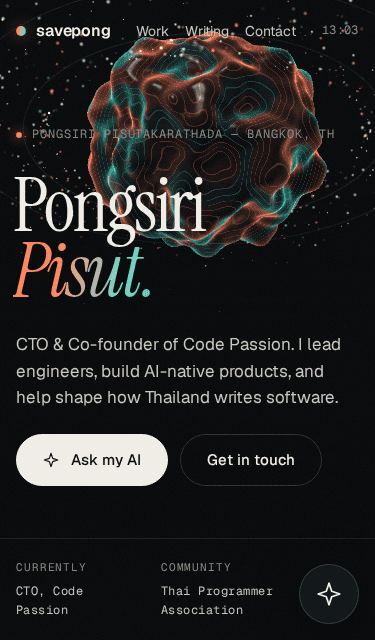 savepong Work Writing Contact 13:03
PONGSIRI PISUTAKARATHADA — BANGKOK, TH
Pongsiri
Pisut.
CTO & Co-founder of Code Passion. I lead
engineers, build AI-native products, and
help shape how Thailand writes software.
Ask my AI Get in touch
CURRENTLY COMMUNITY
CTO, Code Thai Programmer
Passion Association